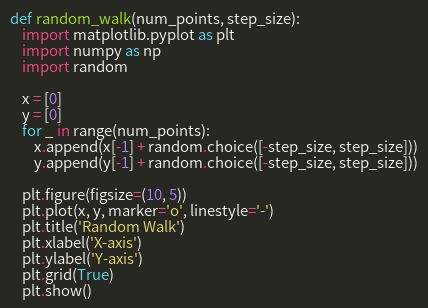 def random_walk(num_points, step_size):
    import matplotlib.pyplot as plt
    import numpy as np
    import random

    x = [0]
    y = [0]
    for _ in range(num_points):
        x.append(x[-1] + random.choice([-step_size, step_size]))
        y.append(y[-1] + random.choice([-step_size, step_size]))

    plt.figure(figsize=(10, 5))
    plt.plot(x, y, marker='o', linestyle='-')
    plt.title('Random Walk')
    plt.xlabel('X-axis')
    plt.ylabel('Y-axis')
    plt.grid(True)
    plt.show()